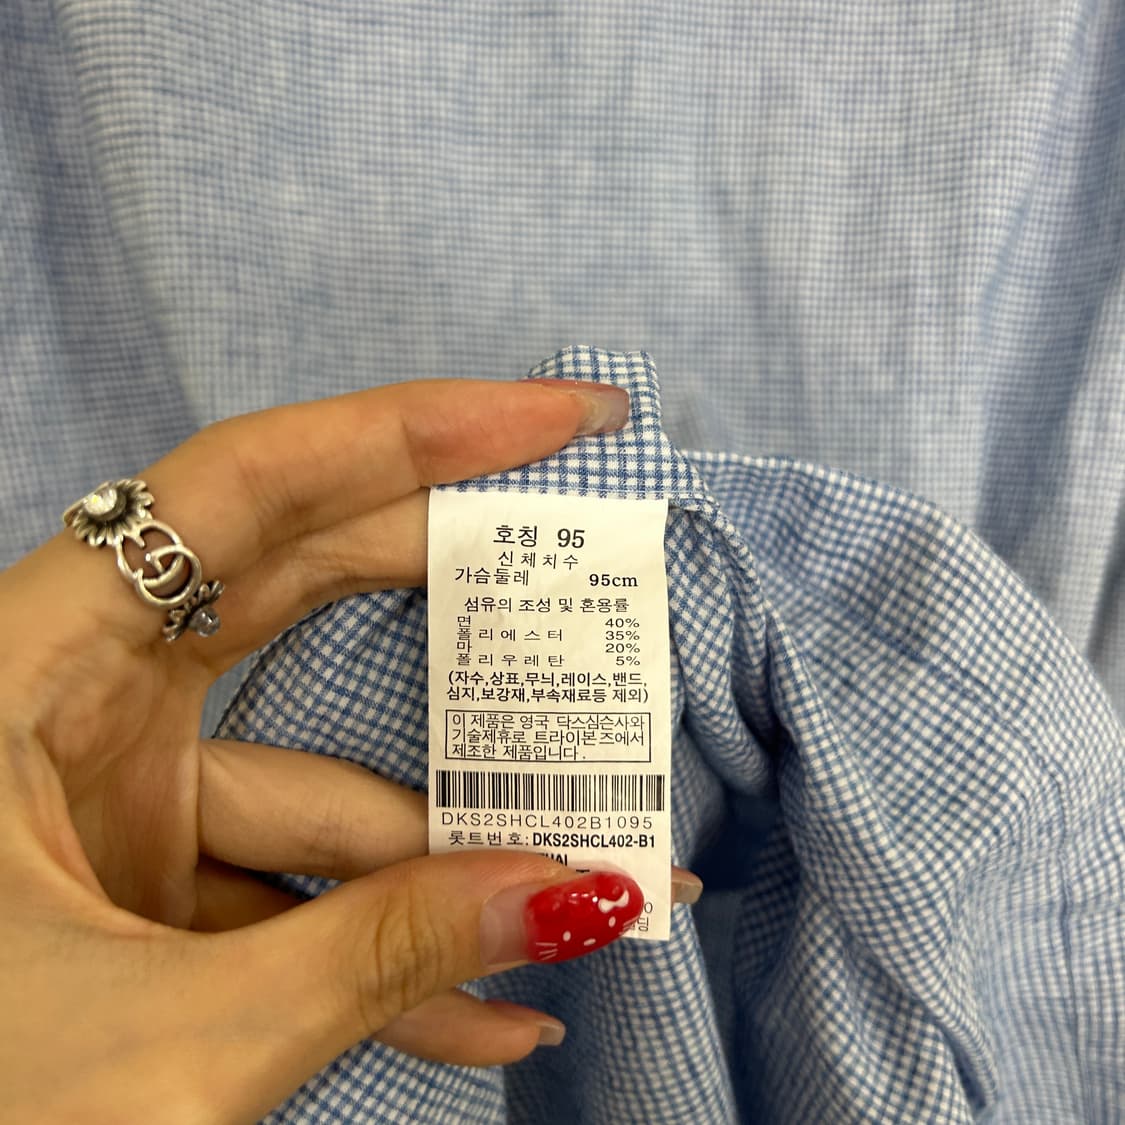 호칭 95
신체치수
가슴둘레 95cm
섬유의 조성 및 혼용률
면 40%
폴리에스터 35%
마 20%
폴리우레탄 5%
(자수,상표,무늬,레이스,밴드,
심지,보강재,부속재료등 제외)
이 제품은 영국 닥스심슨사와
기술제휴로 트라이본즈에서
제조한 제품입니다.
DKS2SHCL402B1095
롯트번호: DKS2SHCL402-B1